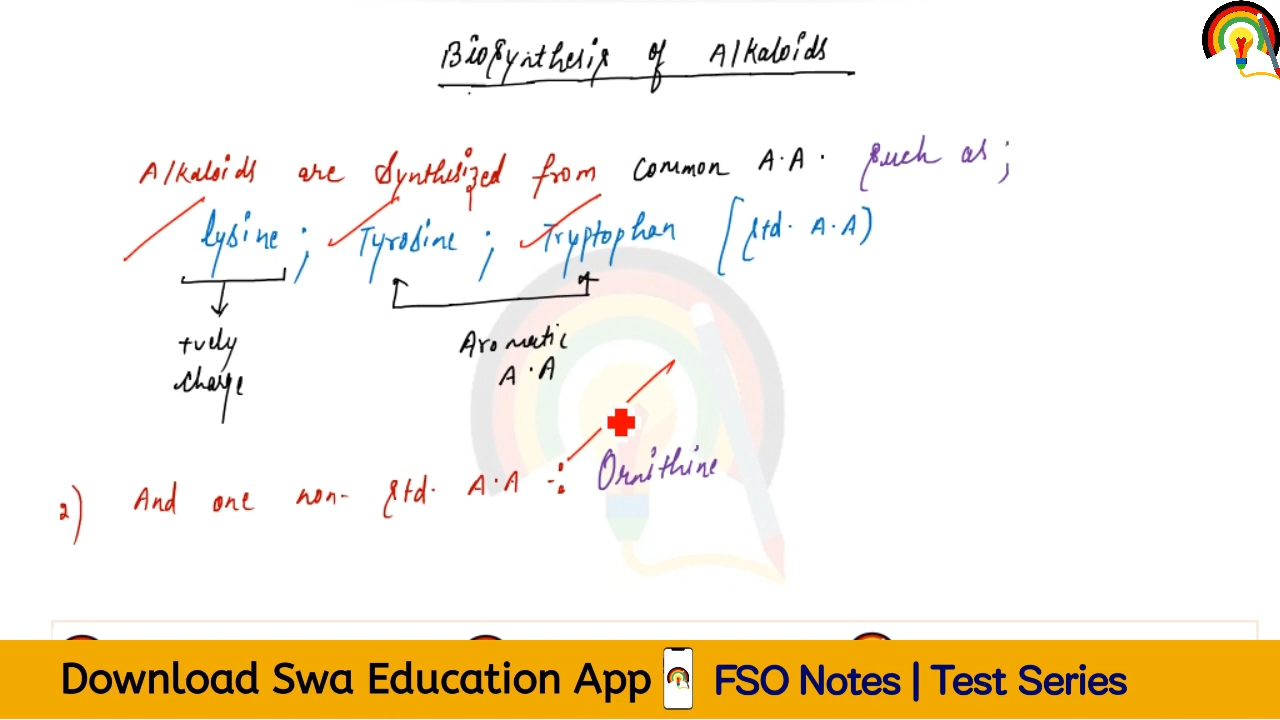 Biosynthesis of Alkaloids
Alkaloids are Synthesized from Common A.A. such as;
lysine; Tyrosine; Tryptophan [std. A.A)
+vely
charge
Aromatic
A.A
2) And one non-std. A.A -: Ornithine
Download Swa Education App FSO Notes | Test Series